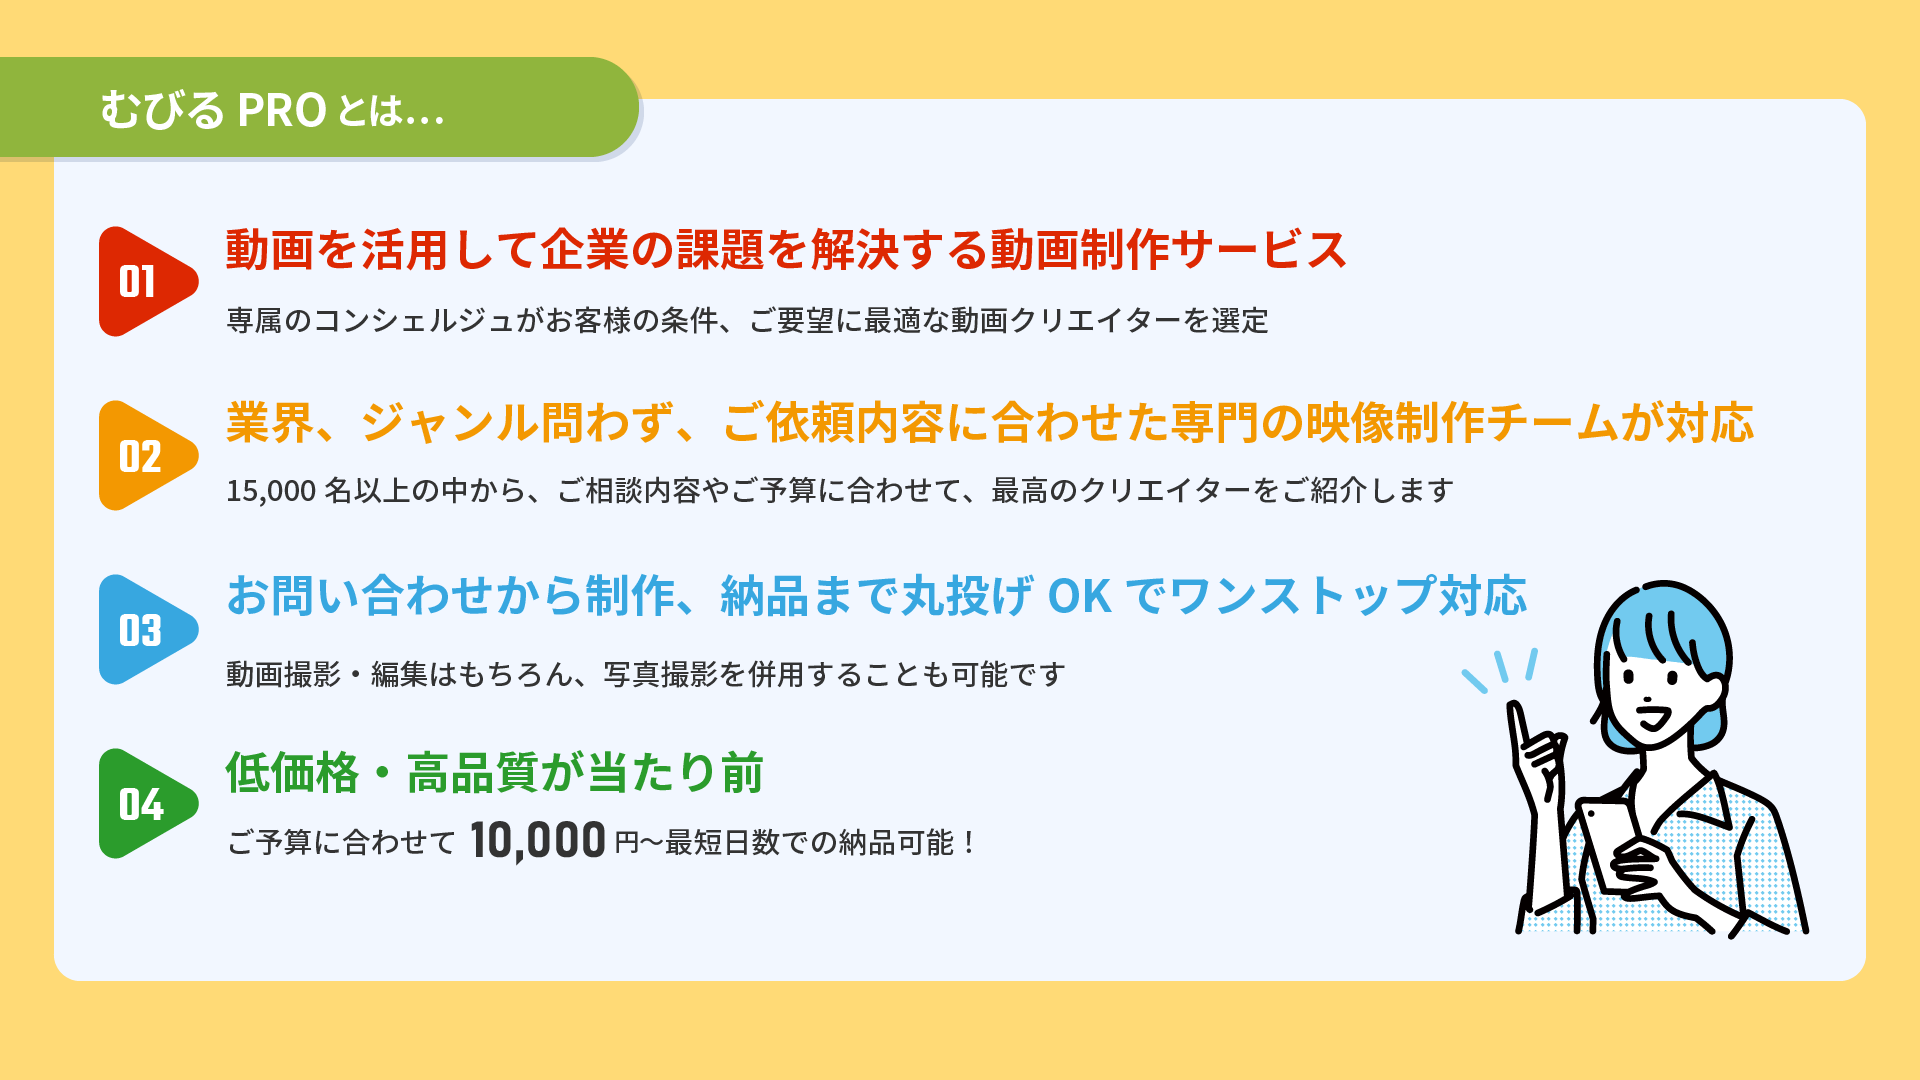 むびる PRO とは…
01
動画を活用して企業の課題を解決する動画制作サービス
専属のコンシェルジュがお客様の条件、ご要望に最適な動画クリエイターを選定
02
業界、ジャンル問わず、ご依頼内容に合わせた専門の映像制作チームが対応
15,000 名以上の中から、ご相談内容やご予算に合わせて、最高のクリエイターをご紹介します
03
お問い合わせから制作、納品まで丸投げ OK でワンストップ対応
動画撮影・編集はもちろん、写真撮影を併用することも可能です
04
低価格・高品質が当たり前
ご予算に合わせて 10,000 円〜最短日数での納品可能！